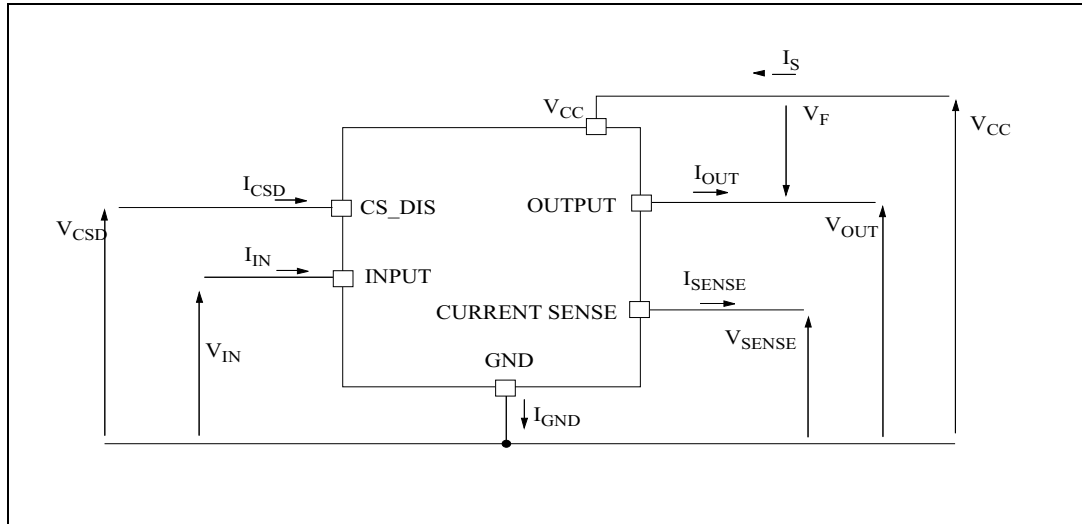 I_S
V_CC
V_F
V_CC
I_CSD
I_OUT
CS_DIS
OUTPUT
V_CSD
V_OUT
I_IN
INPUT
I_SENSE
CURRENT SENSE
V_IN
V_SENSE
GND
I_GND